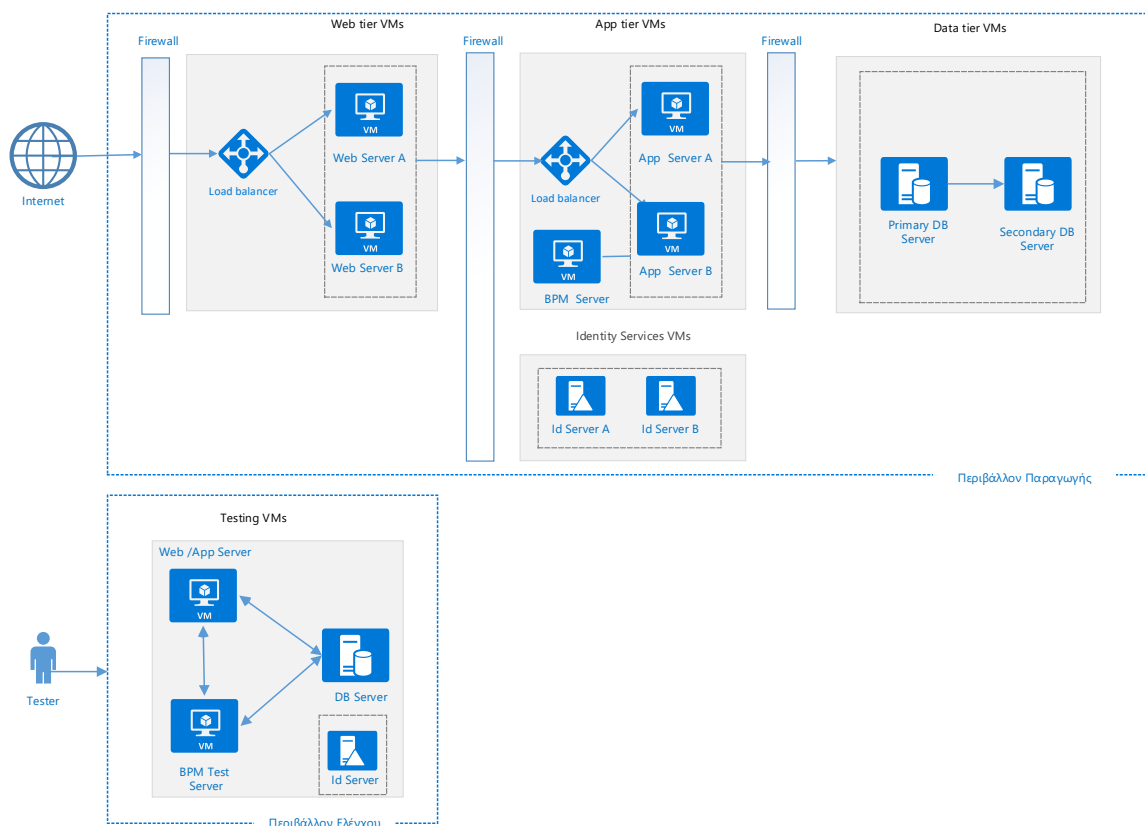 Web tier VMs
App tier VMs
Data tier VMs
Firewall
Firewall
Firewall
VM
Web Server A
VM
Web Server B
Load balancer
Internet
VM
App Server A
VM
App Server B
Load balancer
VM
BPM Server
Primary DB
Server
Secondary DB
Server
Identity Services VMs
Id Server A
Id Server B
Περιβάλλον Παραγωγής
Testing VMs
Web /App Server
VM
DB Server
Tester
VM
BPM Test
Server
Id Server
Περιβάλλον Ελέγχου